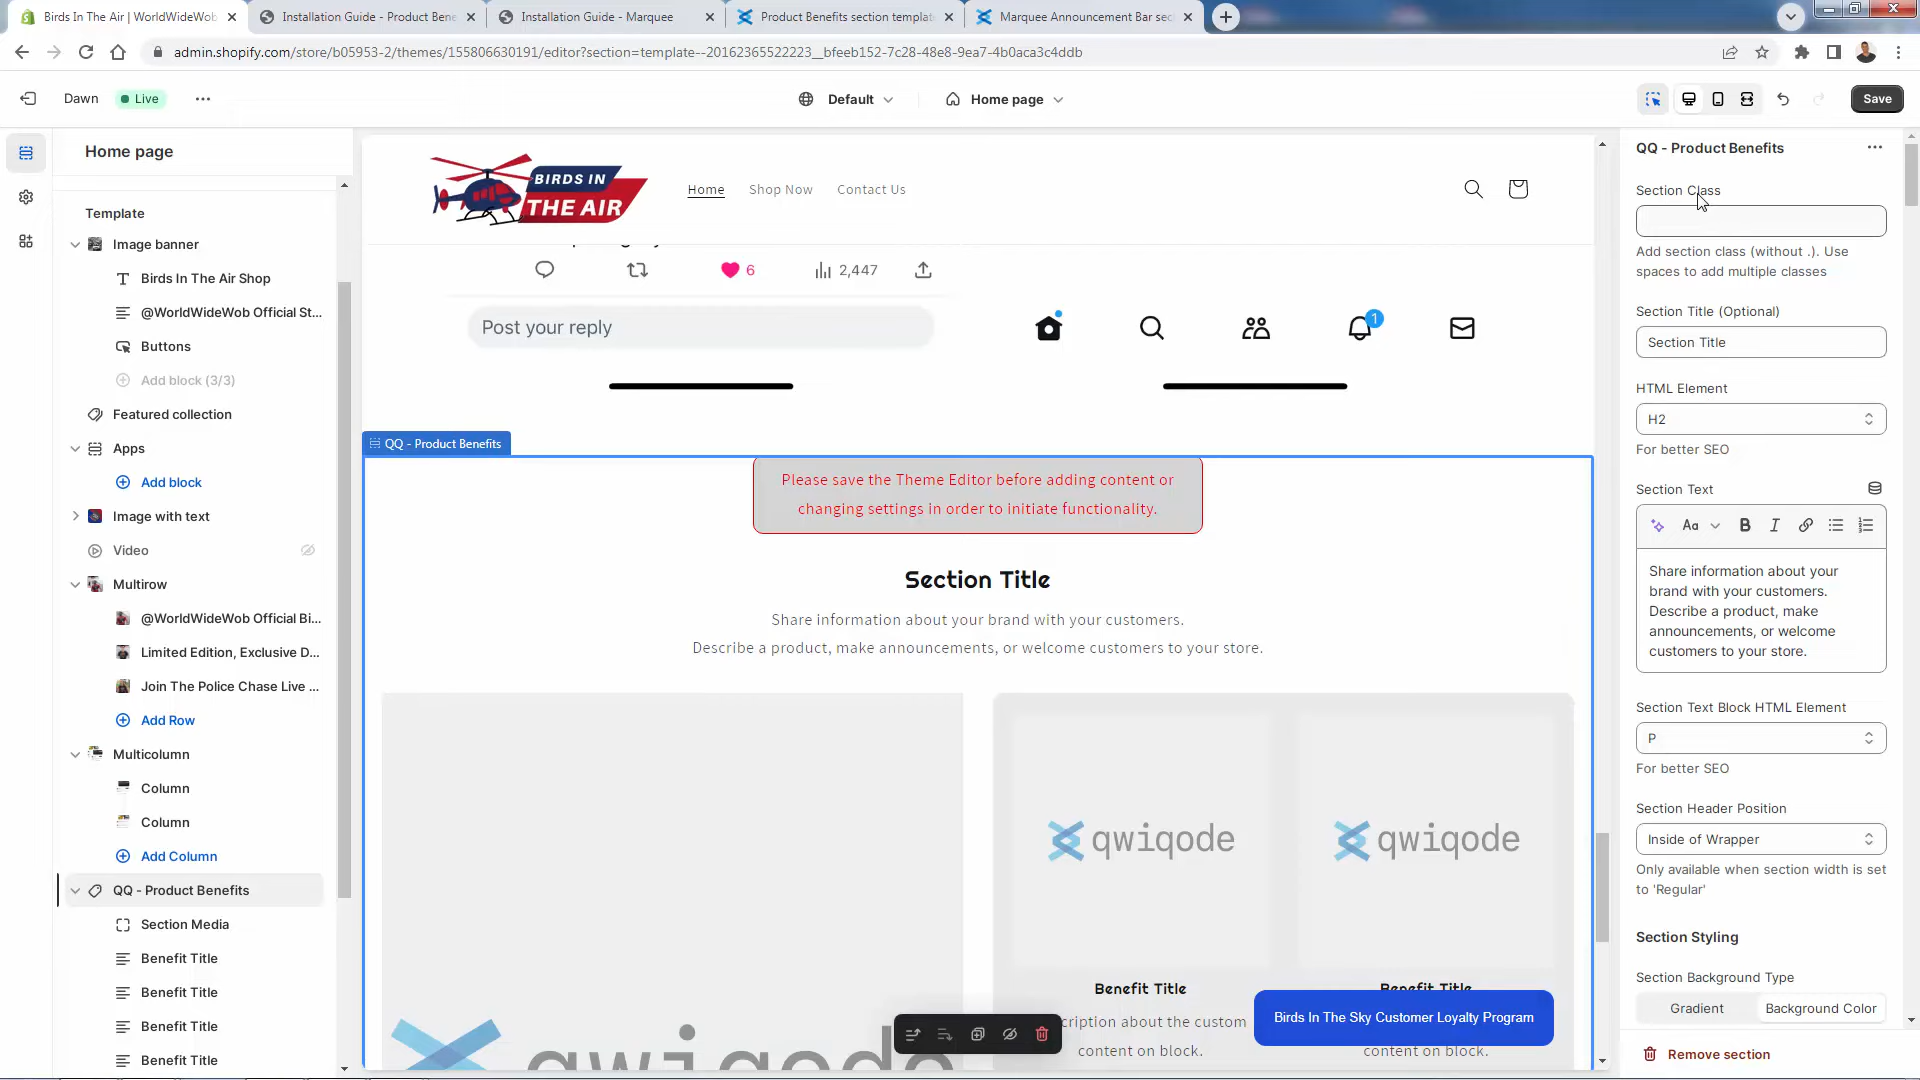 Birds In The Air | WorldWideWob
Installation Guide - Product Bene
Installation Guide - Marquee
Product Benefits section templat
Marquee Announcement Bar sec
admin.shopify.com/store/b05953-2/themes/155806630191/editor?section=template--20162365522223__bfeeb152-7c28-48e8-9ea7-4b0aca3c4ddb
Dawn
Live
Default
Home page
Save
Home page
Template
Image banner
Birds In The Air Shop
@WorldWideWob Official St...
Buttons
Add block (3/3)
Featured collection
Apps
Add block
Image with text
Video
Multirow
@WorldWideWob Official Bi...
Limited Edition, Exclusive D...
Join The Police Chase Live ...
Add Row
Multicolumn
Column
Column
Add Column
QQ - Product Benefits
Section Media
Benefit Title
Benefit Title
Benefit Title
Benefit Title
BIRDS IN
THE AIR
Home
Shop Now
Contact Us
6
2,447
Post your reply
1
QQ - Product Benefits
Please save the Theme Editor before adding content or
changing settings in order to initiate functionality.
Section Title
Share information about your brand with your customers.
Describe a product, make announcements, or welcome customers to your store.
qwiqode
qwiqode
Benefit Title
Benefit Title
cription about the custom
content on block.
content on block.
Birds In The Sky Customer Loyalty Program
QQ - Product Benefits
Section Class
Add section class (without .). Use
spaces to add multiple classes
Section Title (Optional)
Section Title
HTML Element
H2
For better SEO
Section Text
Aa
B
I
Share information about your
brand with your customers.
Describe a product, make
announcements, or welcome
customers to your store.
Section Text Block HTML Element
P
For better SEO
Section Header Position
Inside of Wrapper
Only available when section width is set
to 'Regular'
Section Styling
Section Background Type
Gradient
Background Color
Remove section